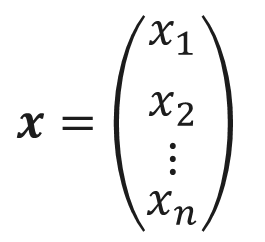 x₁
x₂
𝒙 =
⋮
xₙ